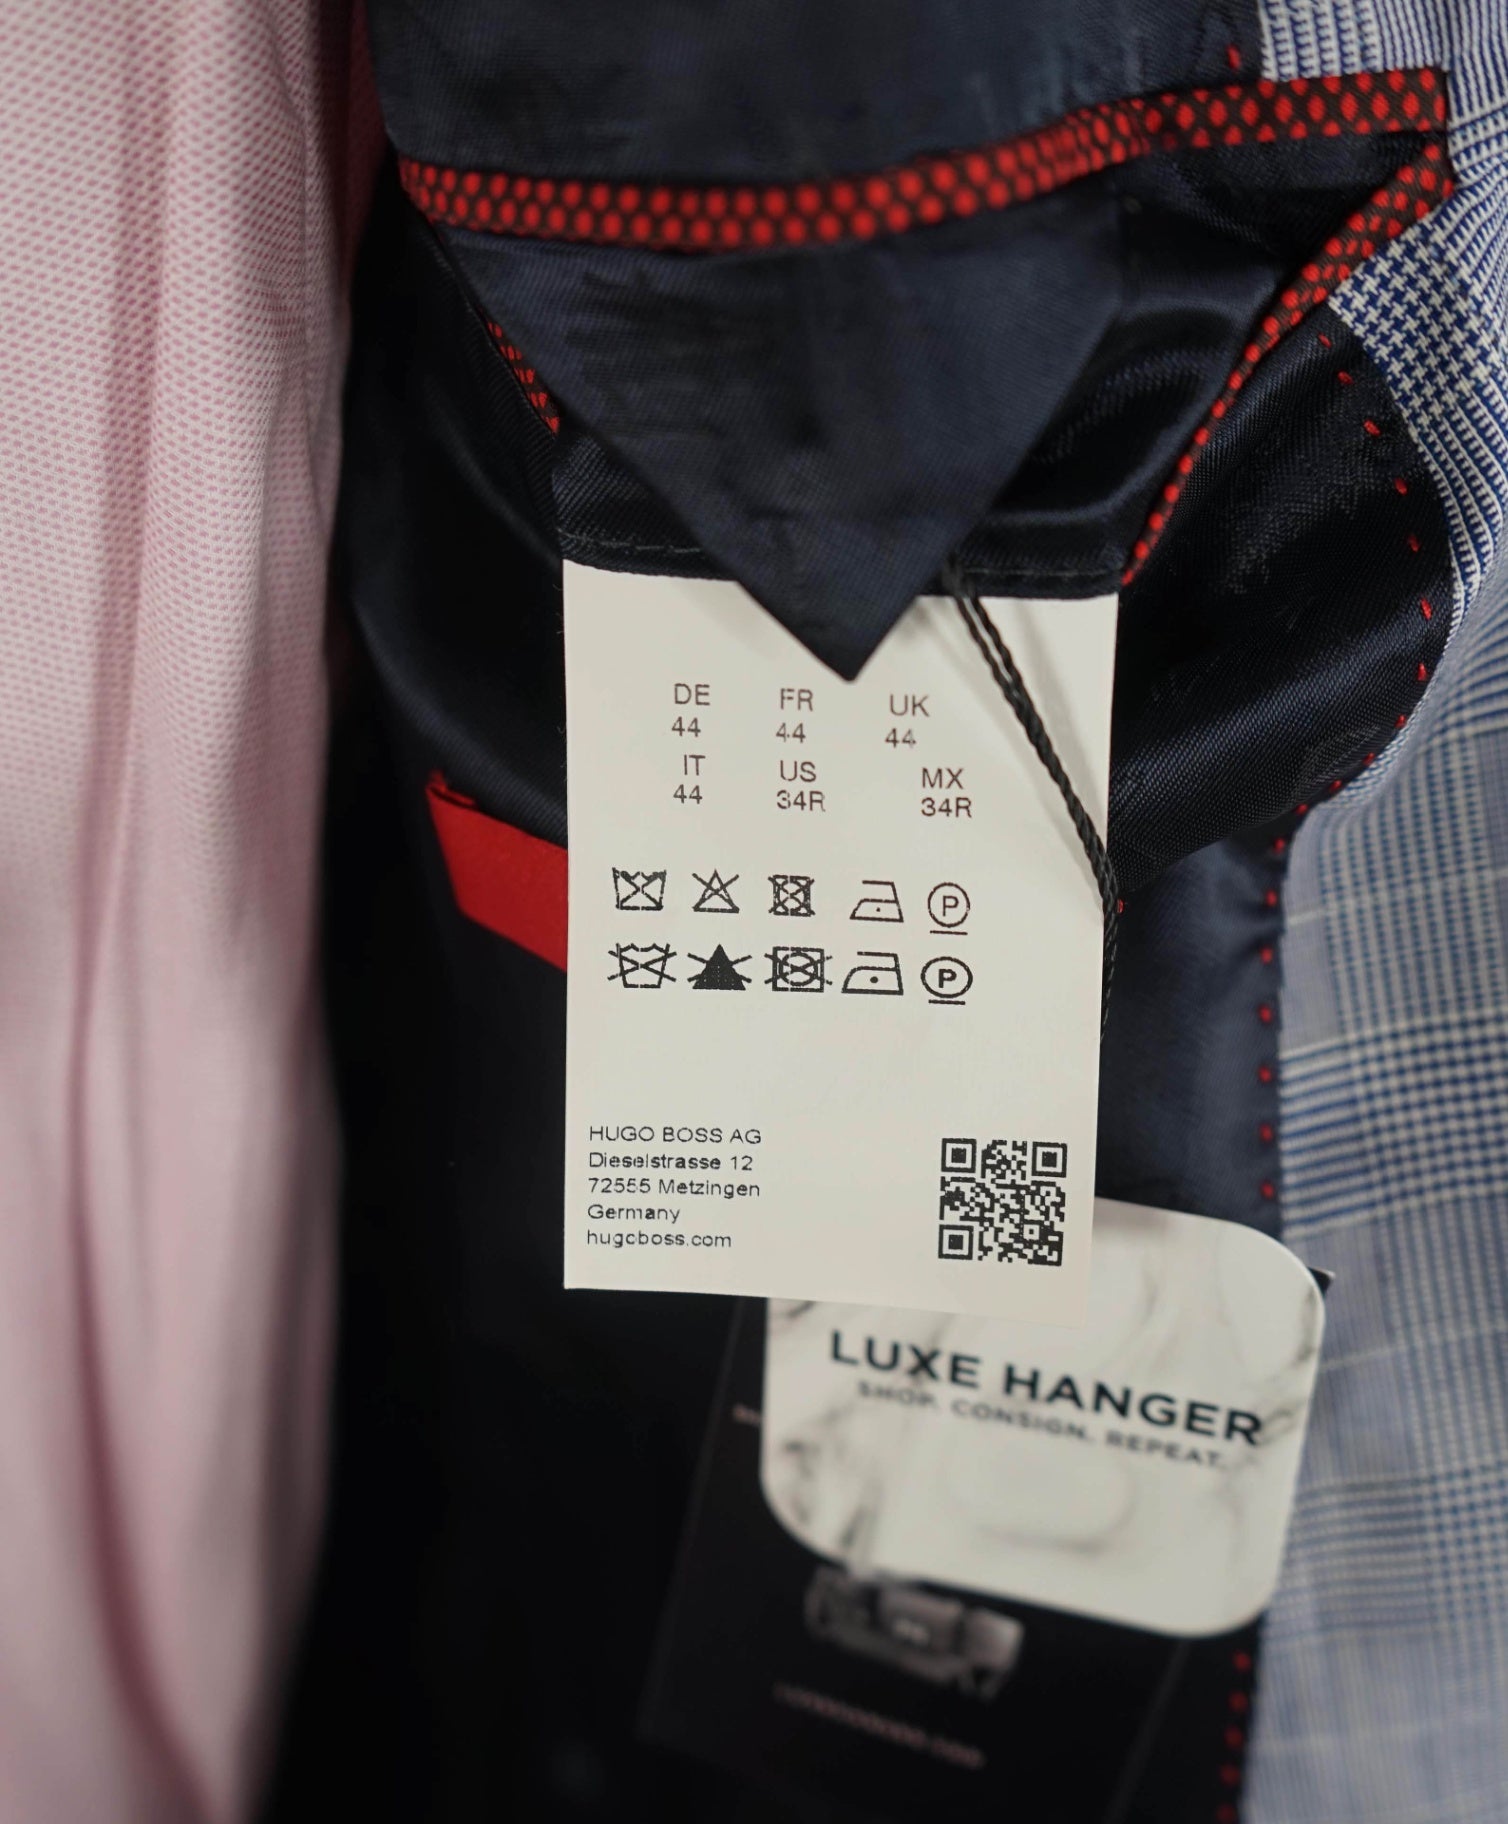 DE FR UK
44 44 44
IT US MX
44 34R 34R
P
P
HUGO BOSS AG
Dieselstrasse 12
72555 Metzingen
Germany
hugoboss.com
LUXE HANGER
SHOP. CONSIGN. REPEAT.